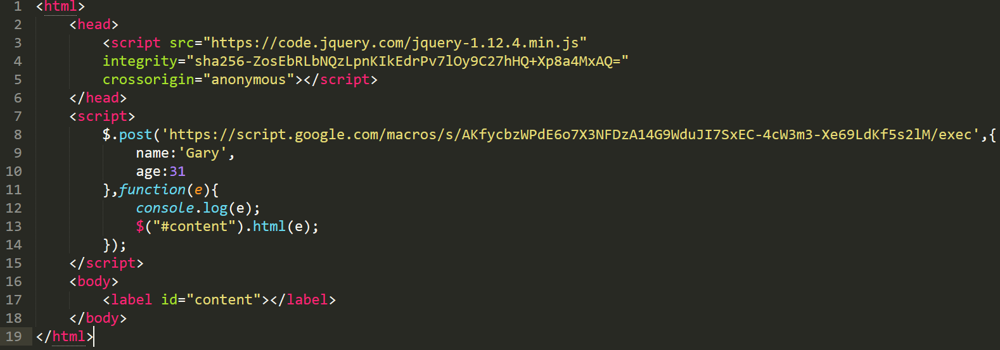 1 <html>
2 <head>
3 <script src="https://code.jquery.com/jquery-1.12.4.min.js"
4 integrity="sha256-ZosEbRLbNQzLpnKIkEdrPv7lOy9C27hHQ+Xp8a4MxAQ="
5 crossorigin="anonymous"></script>
6 </head>
7 <script>
8 $.post('https://script.google.com/macros/s/AKfycbzWPdE6o7X3NFDzA14G9WduJI7SxEC-4cW3m3-Xe69LdKf5s2lM/exec',{
9 name:'Gary',
10 age:31
11 },function(e){
12 console.log(e);
13 $("#content").html(e);
14 });
15 </script>
16 <body>
17 <label id="content"></label>
18 </body>
19 </html>